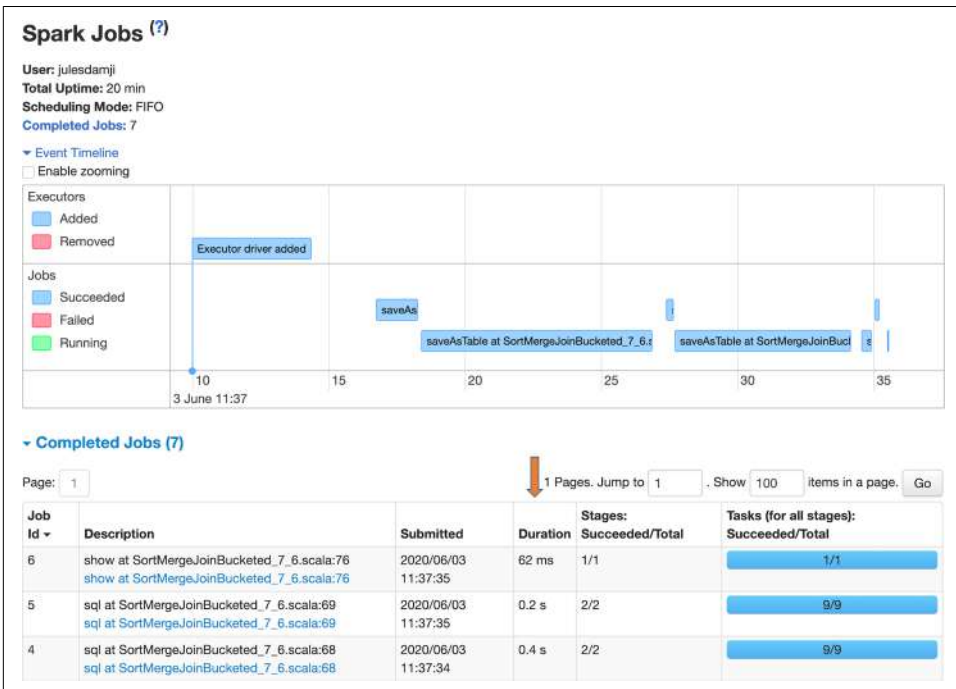 Spark Jobs (?)
User: julesdamji
Total Uptime: 20 min
Scheduling Mode: FIFO
Completed Jobs: 7
Event Timeline
Enable zooming
Executors
Added
Removed
Executor driver added
Jobs
Succeeded
Failed
Running
saveAs
saveAsTable at SortMergeJoinBucketed_7_6.s
saveAsTable at SortMergeJoinBucl
s
10 15 20 25 30 35
3 June 11:37
Completed Jobs (7)
Page: 1
1 Pages. Jump to 1 . Show 100 items in a page. Go
Job Id Description Submitted Duration Stages: Succeeded/Total Tasks (for all stages): Succeeded/Total
6 show at SortMergeJoinBucketed_7_6.scala:76 2020/06/03 62 ms 1/1 1/1
show at SortMergeJoinBucketed_7_6.scala:76 11:37:35
5 sql at SortMergeJoinBucketed_7_6.scala:69 2020/06/03 0.2 s 2/2 9/9
sql at SortMergeJoinBucketed_7_6.scala:69 11:37:35
4 sql at SortMergeJoinBucketed_7_6.scala:68 2020/06/03 0.4 s 2/2 9/9
sql at SortMergeJoinBucketed_7_6.scala:68 11:37:34